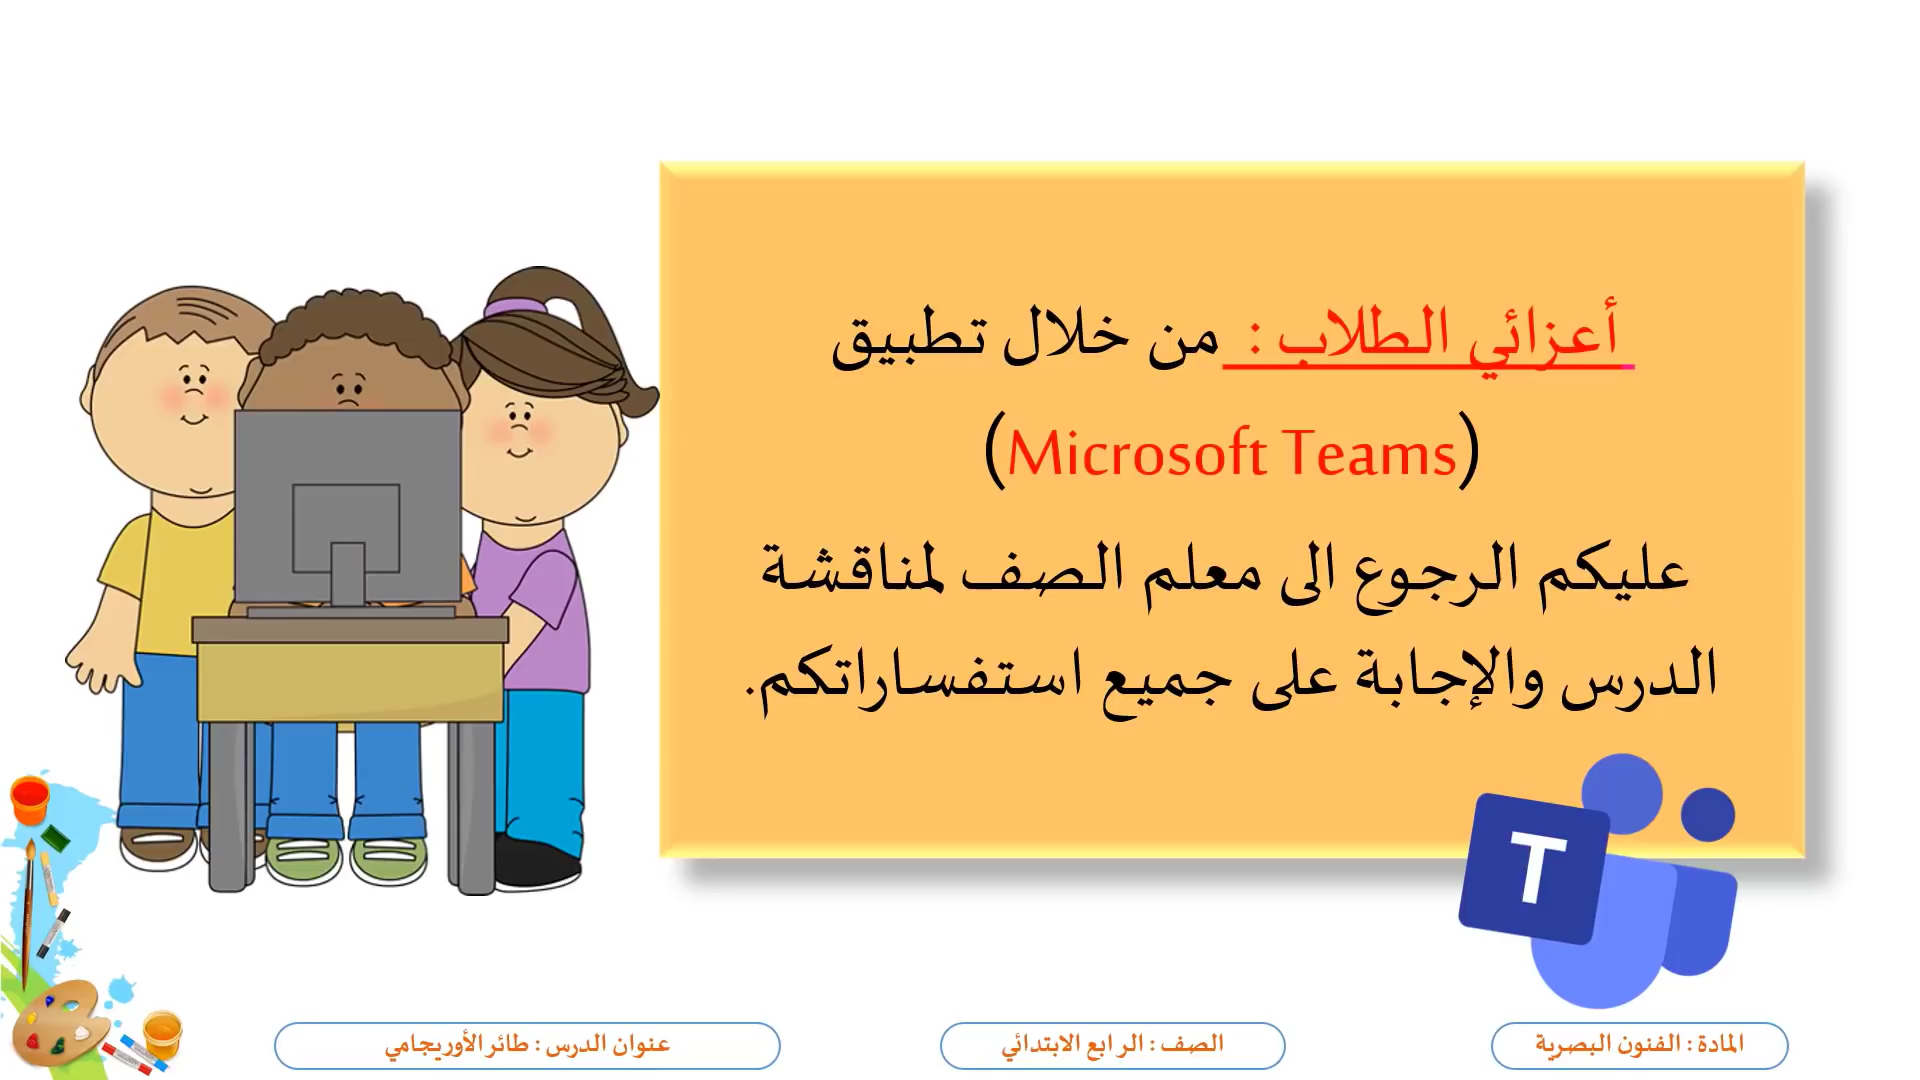 أعزائي الطلاب : من خلال تطبيق
(Microsoft Teams)
عليكم الرجوع الى معلم الصف لمناقشة
الدرس والإجابة على جميع استفساراتكم.
T
المادة : الفنون البصرية
الصف : الرابع الابتدائي
عنوان الدرس : طائر الأوريجامي